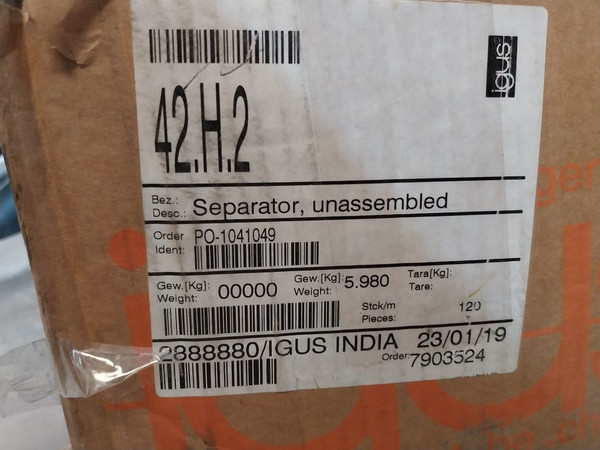 igus
42.H.2
Bez.:
Desc.: Separator, unassembled
Order PO-1041049
Ident:
Gew.[Kg]: 00000 Gew.[Kg]: 5.980 Tara[Kg]:
Weight: Weight: Tare:
Stck/m 120
Pieces:
2888880/IGUS INDIA 23/01/19
Order: 7903524